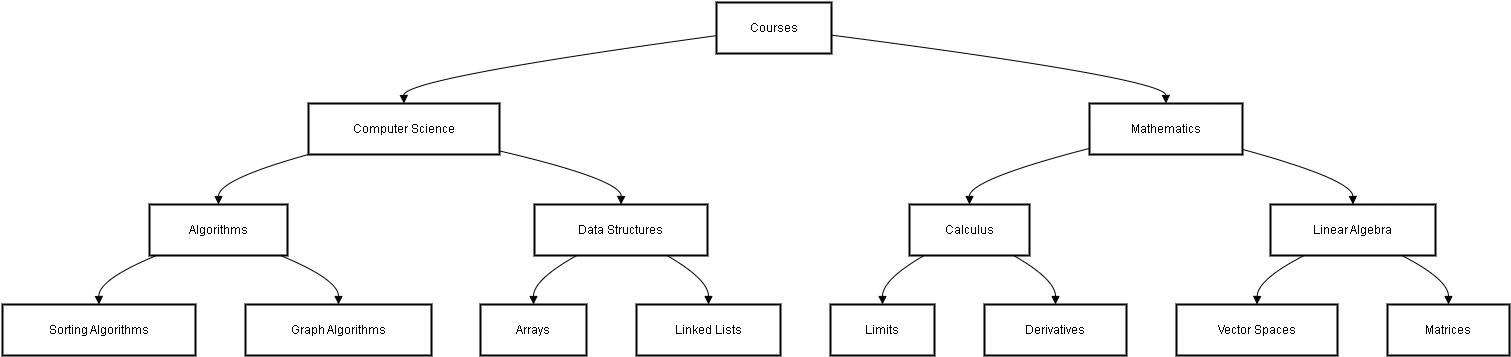 Courses
Computer Science
Mathematics
Algorithms
Data Structures
Calculus
Linear Algebra
Sorting Algorithms
Graph Algorithms
Arrays
Linked Lists
Limits
Derivatives
Vector Spaces
Matrices